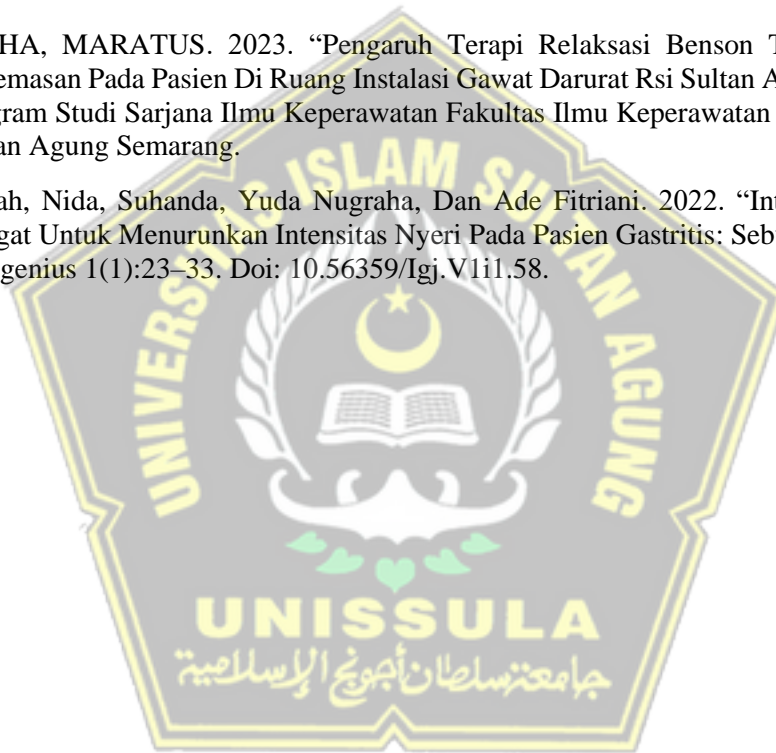 HA, MARATUS. 2023. “Pengaruh Terapi Relaksasi Benson T
emasan Pada Pasien Di Ruang Instalasi Gawat Darurat Rsi Sultan A
gram Studi Sarjana Ilmu Keperawatan Fakultas Ilmu Keperawatan
an Agung Semarang.
ah, Nida, Suhanda, Yuda Nugraha, Dan Ade Fitriani. 2022. “Int
gat Untuk Menurunkan Intensitas Nyeri Pada Pasien Gastritis: Seb
genius 1(1):23–33. Doi: 10.56359/Igj.V1i1.58.
UNIVERSITAS ISLAM SULTAN AGUNG
UNISSULA
جامعتسلطان أجونج الإسلامية